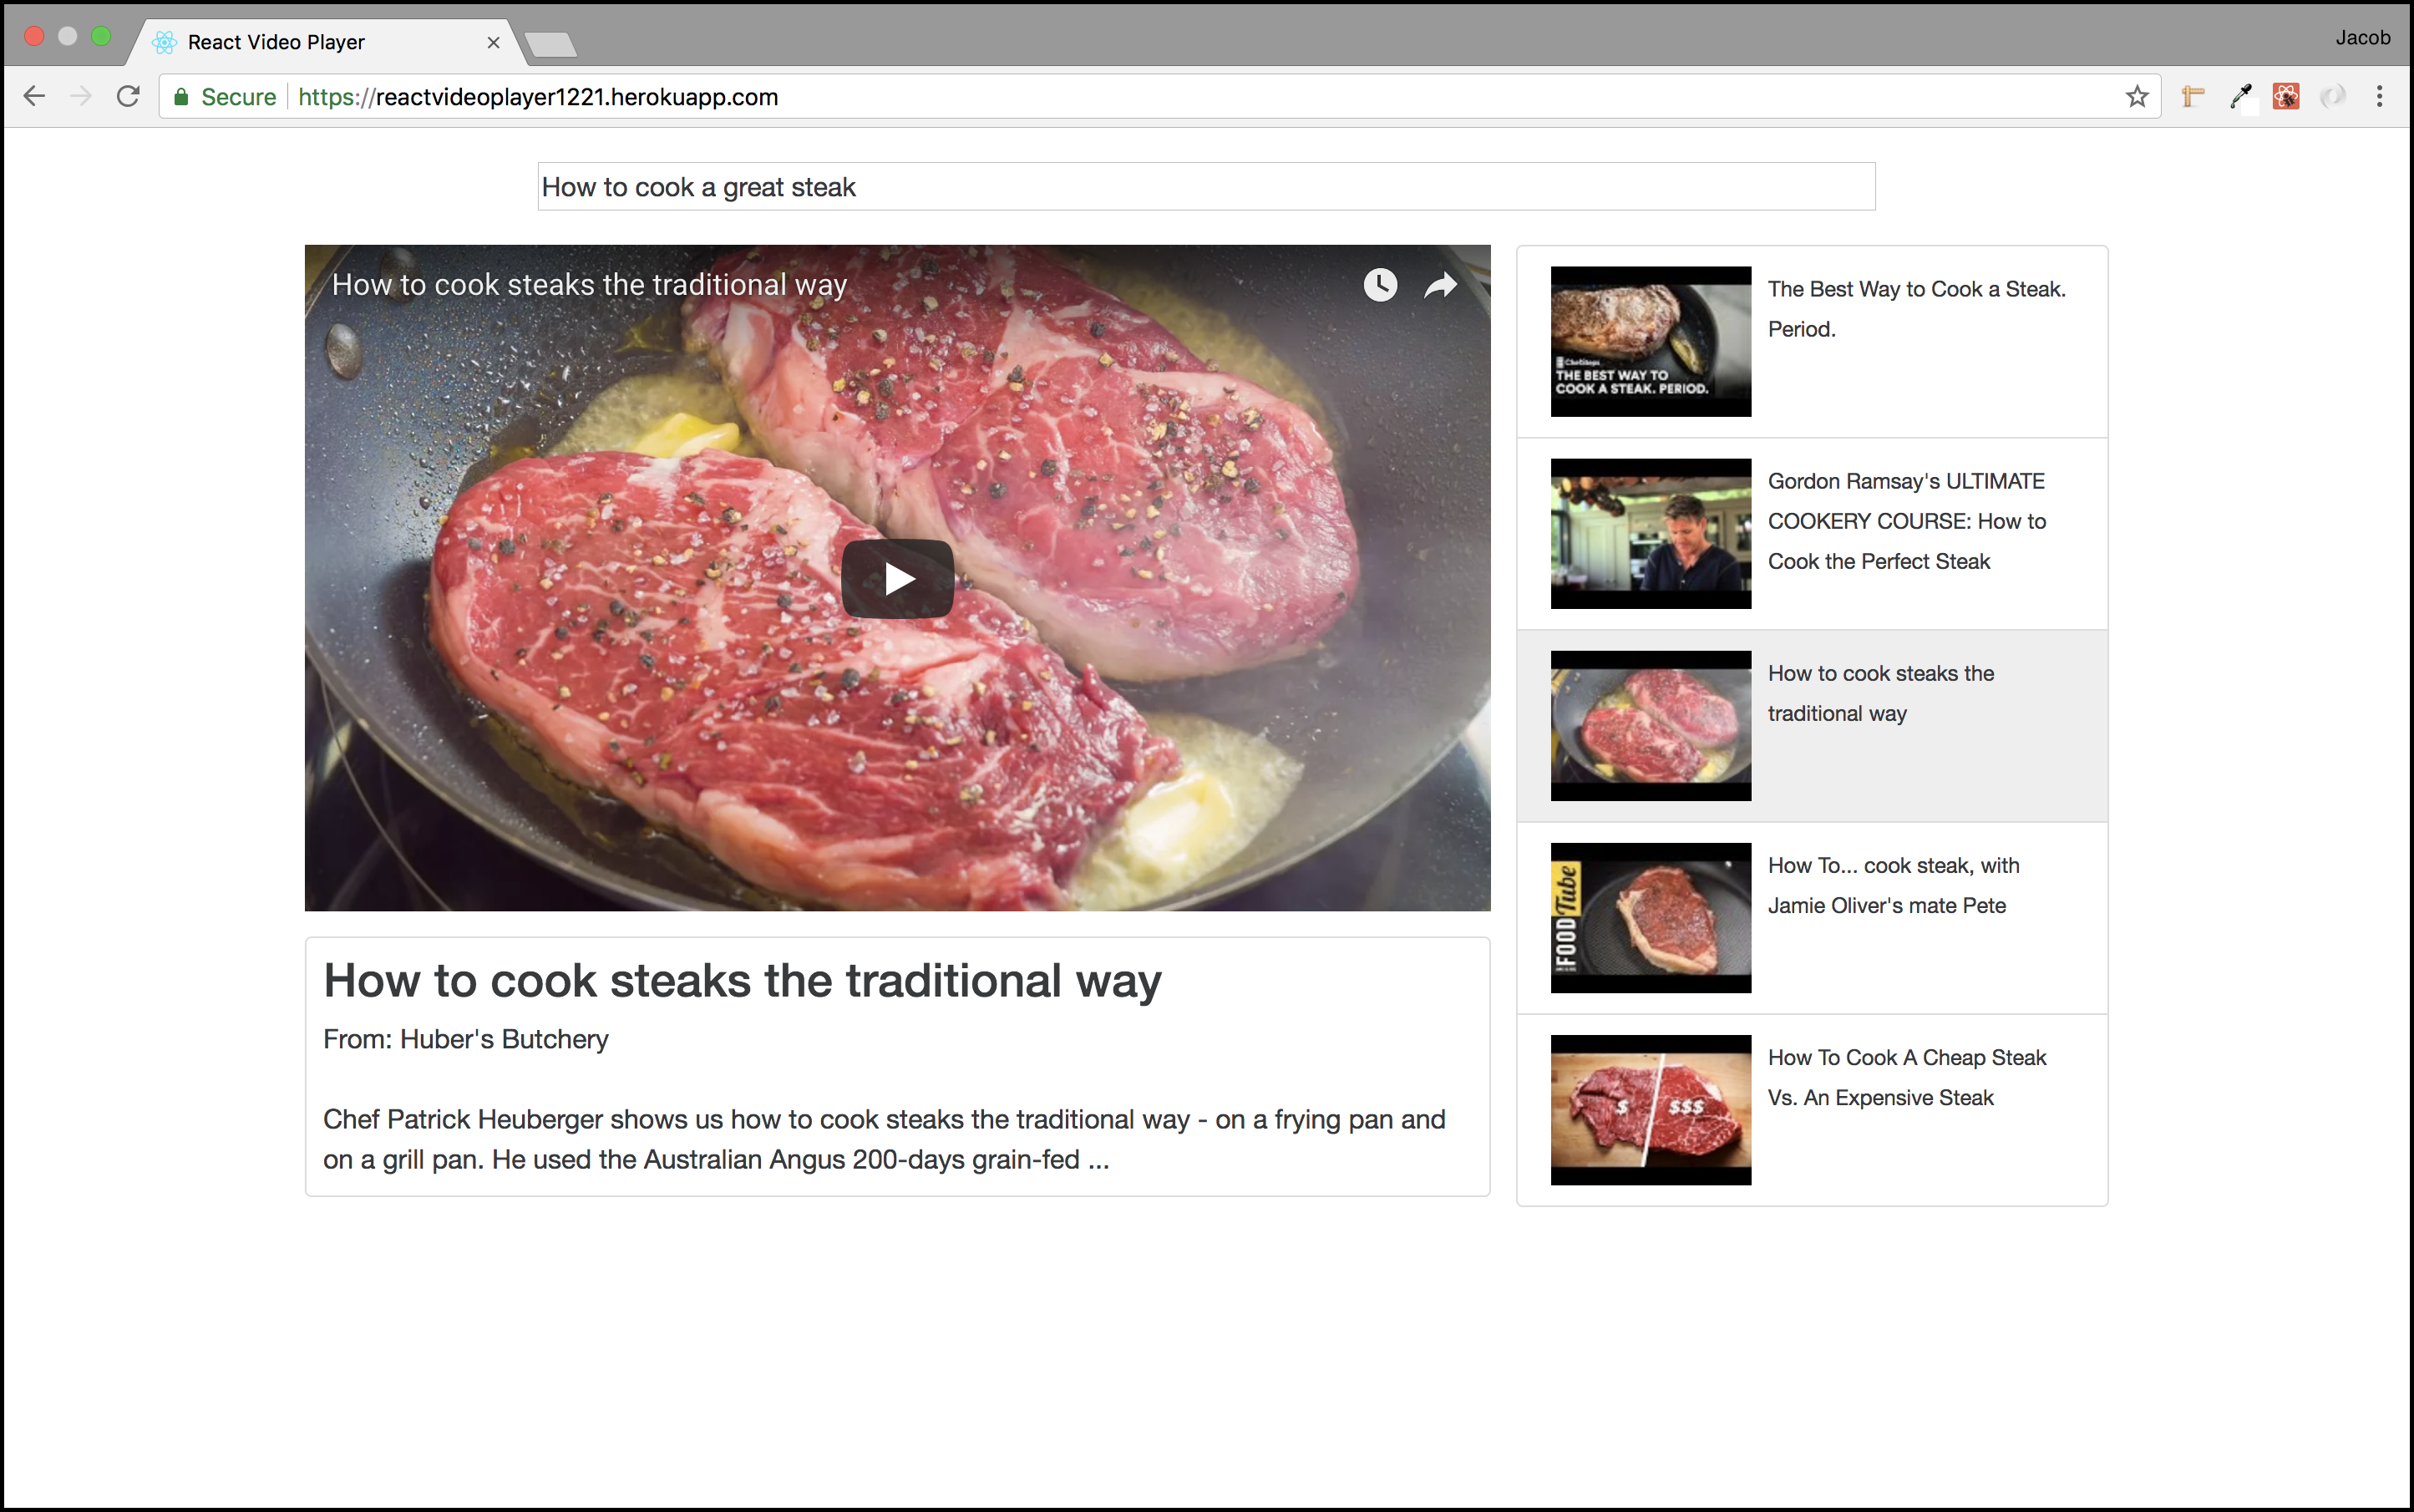 React Video Player
Jacob
Secure https://reactvideoplayer1221.herokuapp.com
How to cook a great steak
How to cook steaks the traditional way
How to cook steaks the traditional way
From: Huber's Butchery
Chef Patrick Heuberger shows us how to cook steaks the traditional way - on a frying pan and
on a grill pan. He used the Australian Angus 200-days grain-fed ...
ChefSteps
THE BEST WAY TO
COOK A STEAK. PERIOD.
The Best Way to Cook a Steak.
Period.
Gordon Ramsay's ULTIMATE
COOKERY COURSE: How to
Cook the Perfect Steak
How to cook steaks the
traditional way
FOOD Tube
How To... cook steak, with
Jamie Oliver's mate Pete
$ $$$
How To Cook A Cheap Steak
Vs. An Expensive Steak